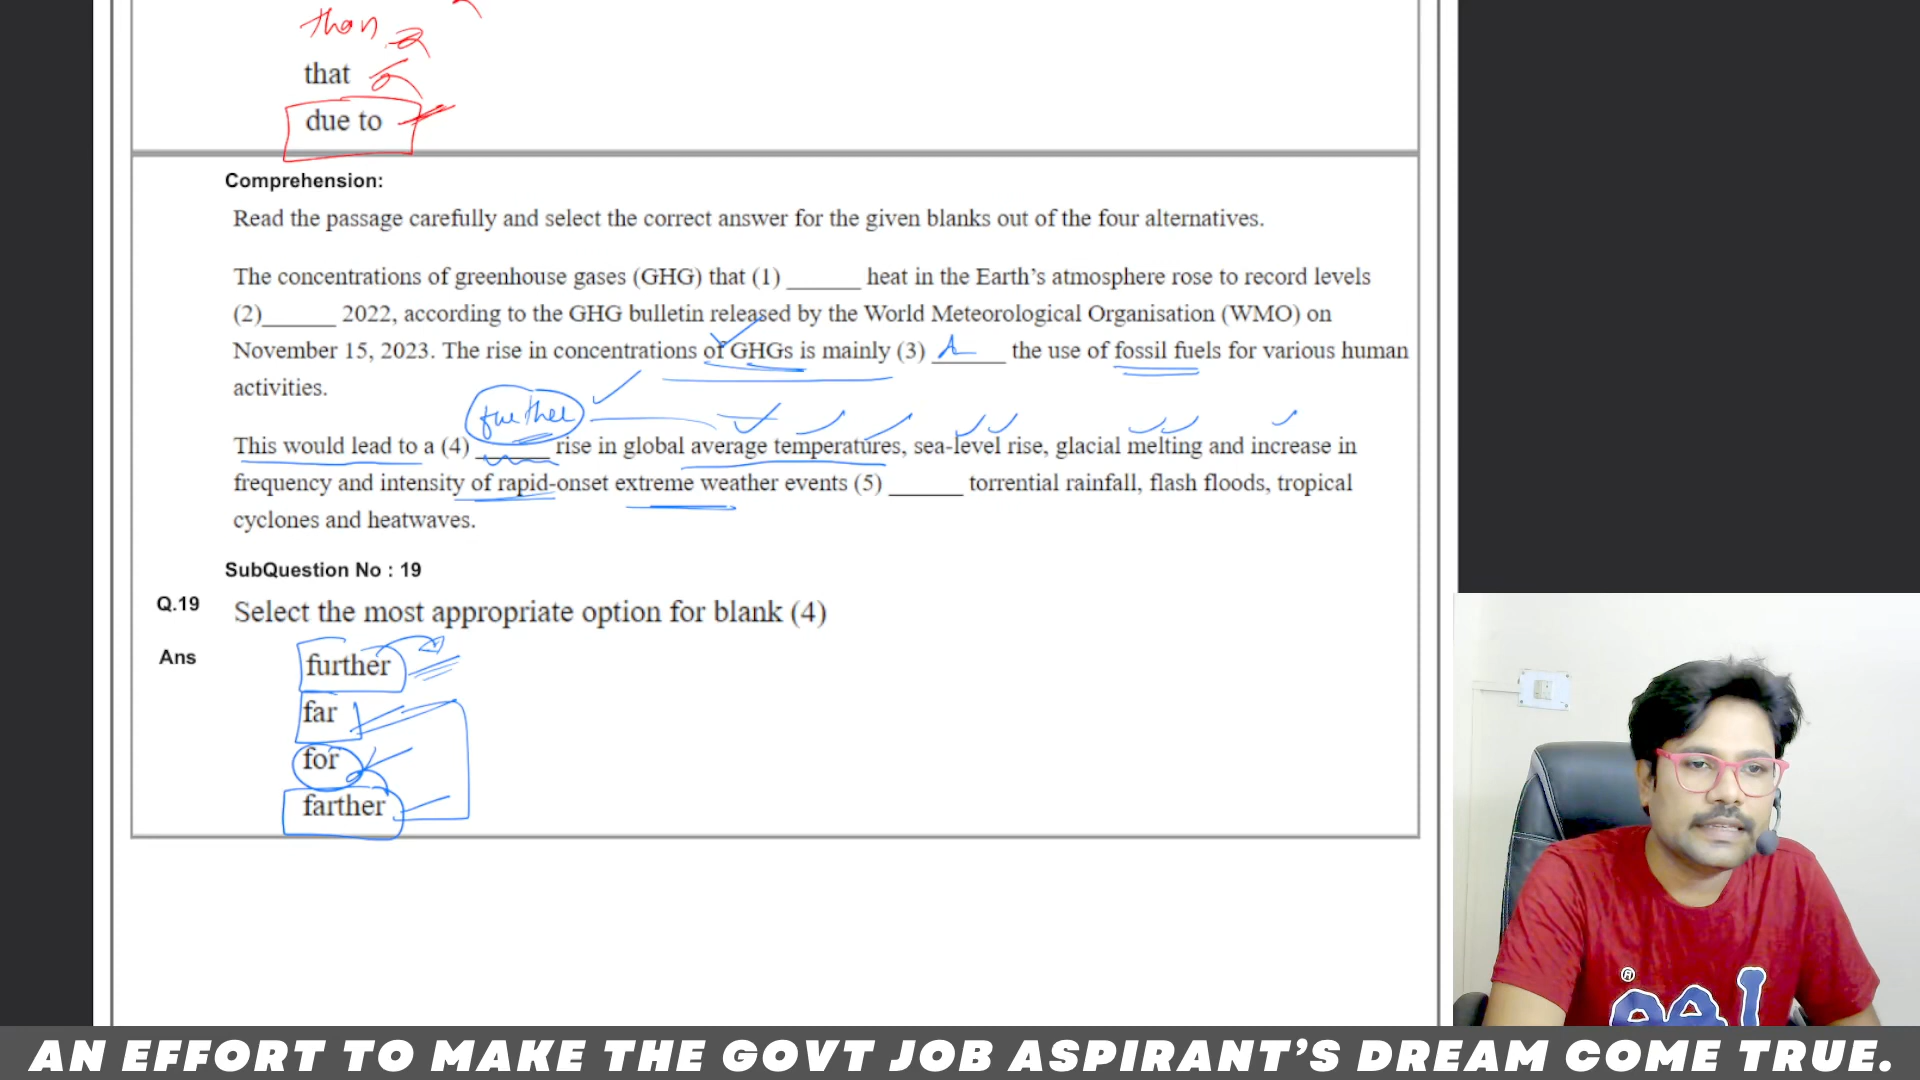 than
that
due to
Comprehension:
Read the passage carefully and select the correct answer for the given blanks out of the four alternatives.
The concentrations of greenhouse gases (GHG) that (1) ______ heat in the Earth's atmosphere rose to record levels
(2)______ 2022, according to the GHG bulletin released by the World Meteorological Organisation (WMO) on
November 15, 2023. The rise in concentrations of GHGs is mainly (3) ______ the use of fossil fuels for various human
activities.
further
This would lead to a (4) ______ rise in global average temperatures, sea-level rise, glacial melting and increase in
frequency and intensity of rapid-onset extreme weather events (5) ______ torrential rainfall, flash floods, tropical
cyclones and heatwaves.
SubQuestion No : 19
Q.19 Select the most appropriate option for blank (4)
Ans further
far
for
farther
®
AN EFFORT TO MAKE THE GOVT JOB ASPIRANT'S DREAM COME TRUE.